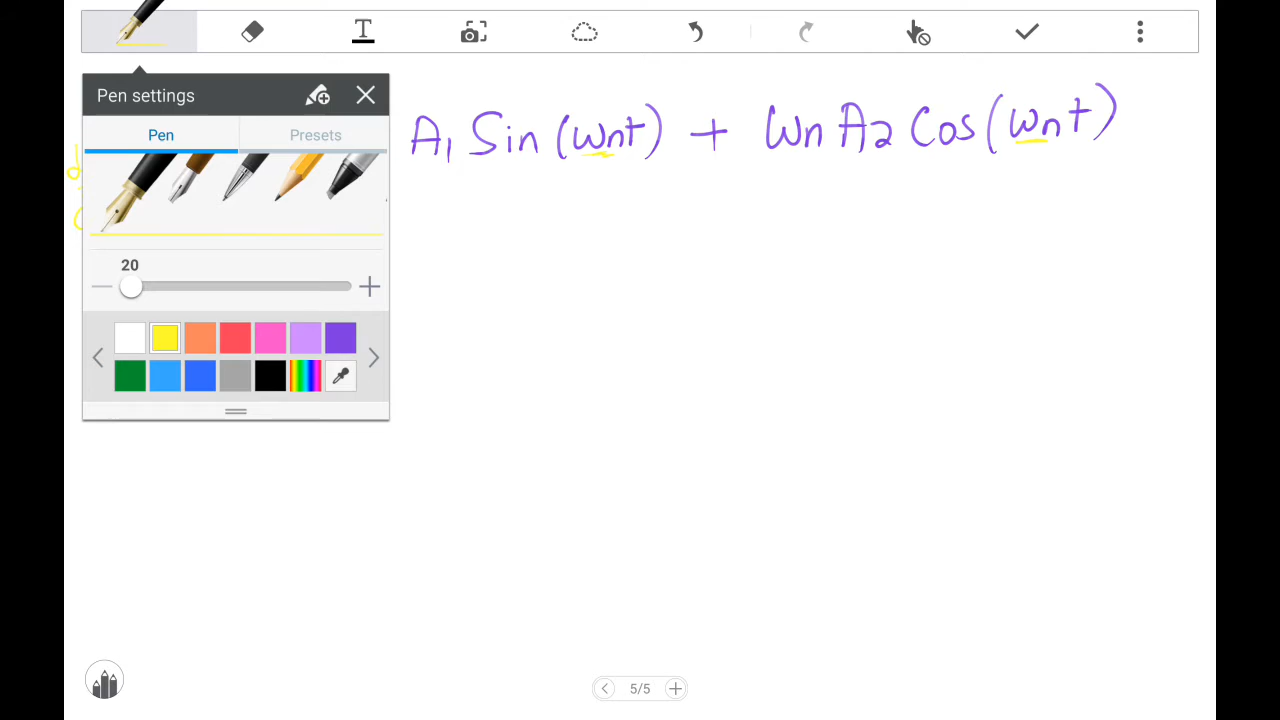 T
Pen settings
Pen Presets
A1 Sin (wnt) + Wn A2 Cos (wnt)
20
5/5